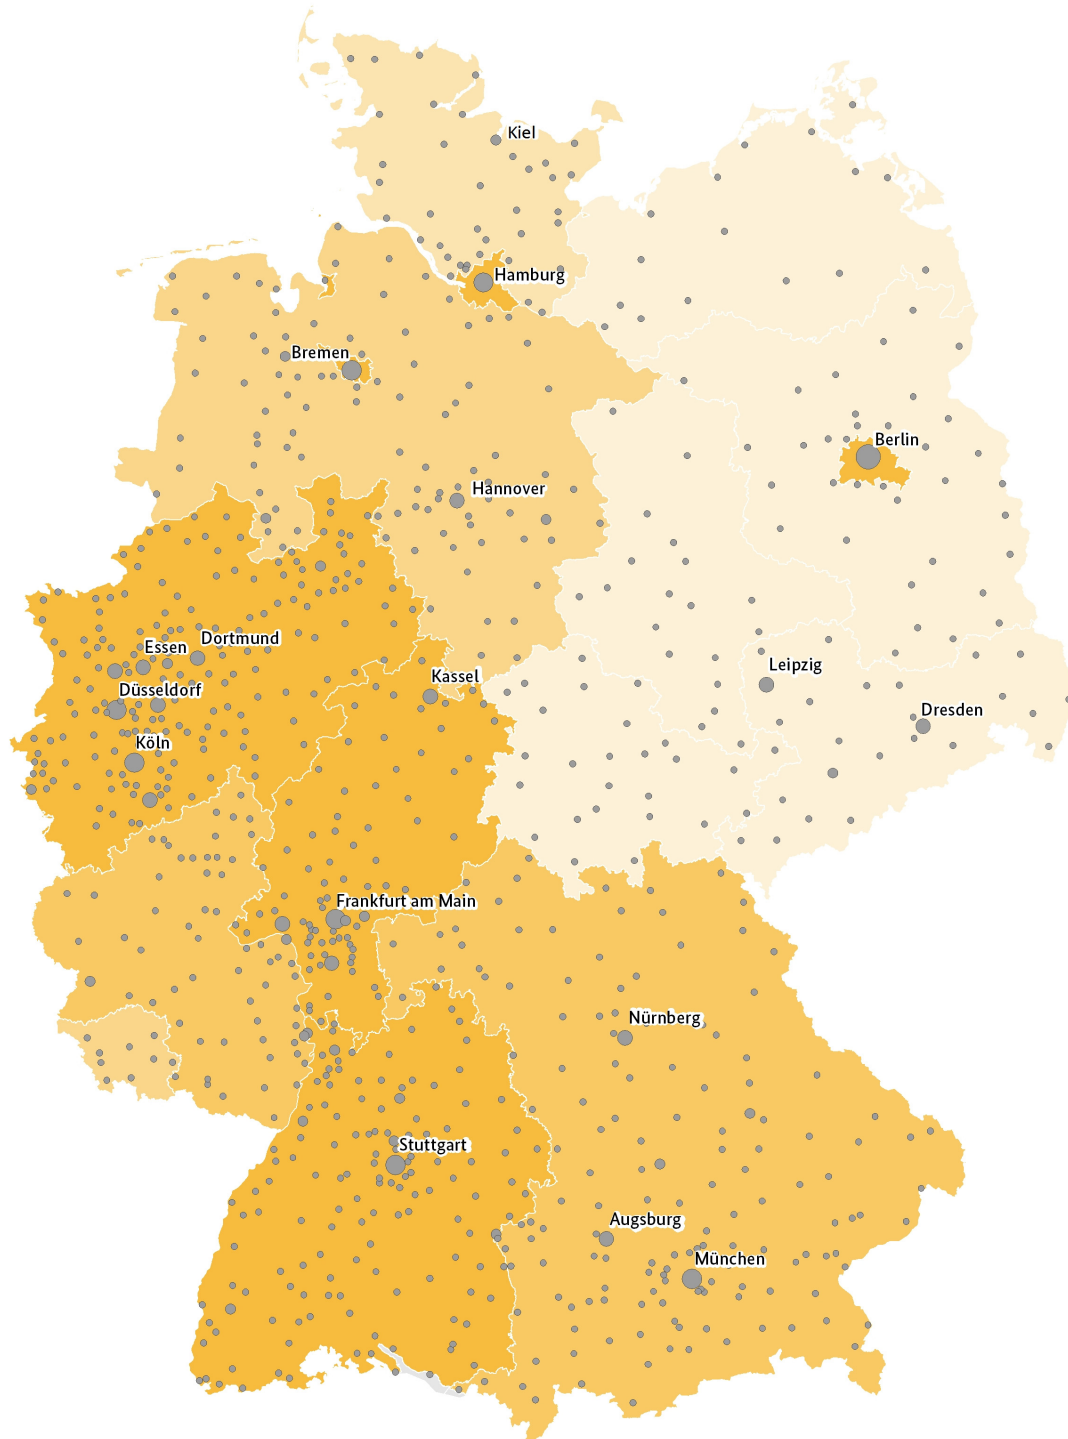 Kiel
Hamburg
Bremen
Berlin
Hannover
Dortmund
Essen
Leipzig
Kassel
Düsseldorf
Dresden
Köln
Frankfurt am Main
Nürnberg
Stuttgart
Augsburg
München